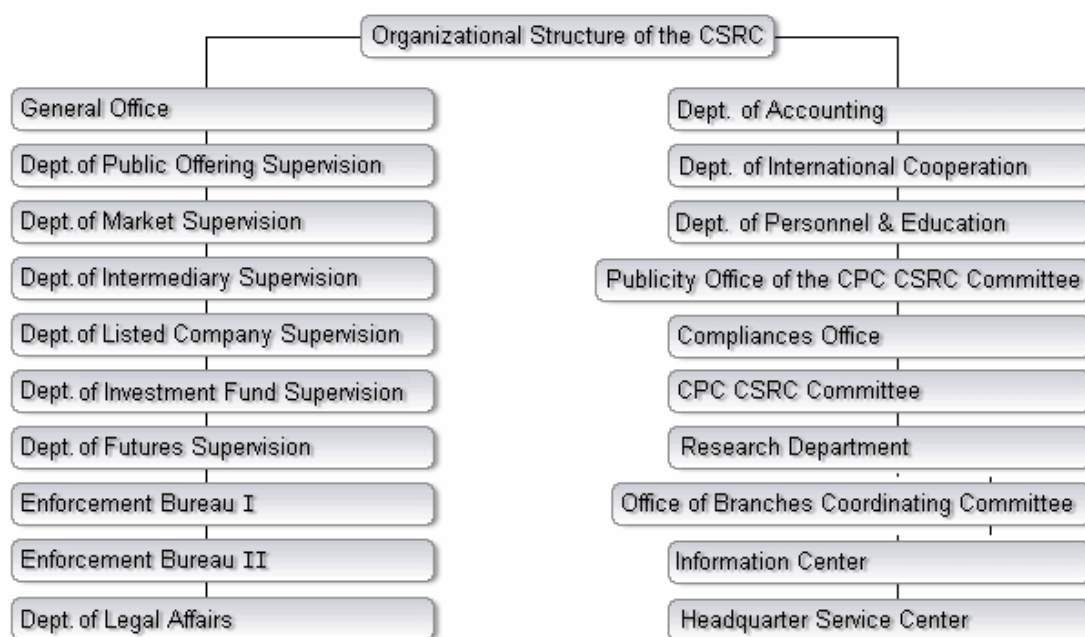 Organizational Structure of the CSRC
General Office
Dept. of Public Offering Supervision
Dept. of Market Supervision
Dept. of Intermediary Supervision
Dept. of Listed Company Supervision
Dept. of Investment Fund Supervision
Dept. of Futures Supervision
Enforcement Bureau I
Enforcement Bureau II
Dept. of Legal Affairs
Dept. of Accounting
Dept. of International Cooperation
Dept. of Personnel & Education
Publicity Office of the CPC CSRC Committee
Compliances Office
CPC CSRC Committee
Research Department
Office of Branches Coordinating Committee
Information Center
Headquarter Service Center